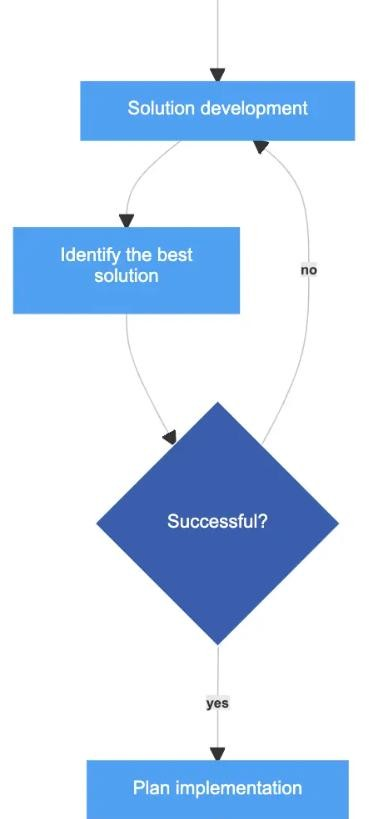 Solution development
Identify the best
solution
no
Successful?
yes
Plan implementation